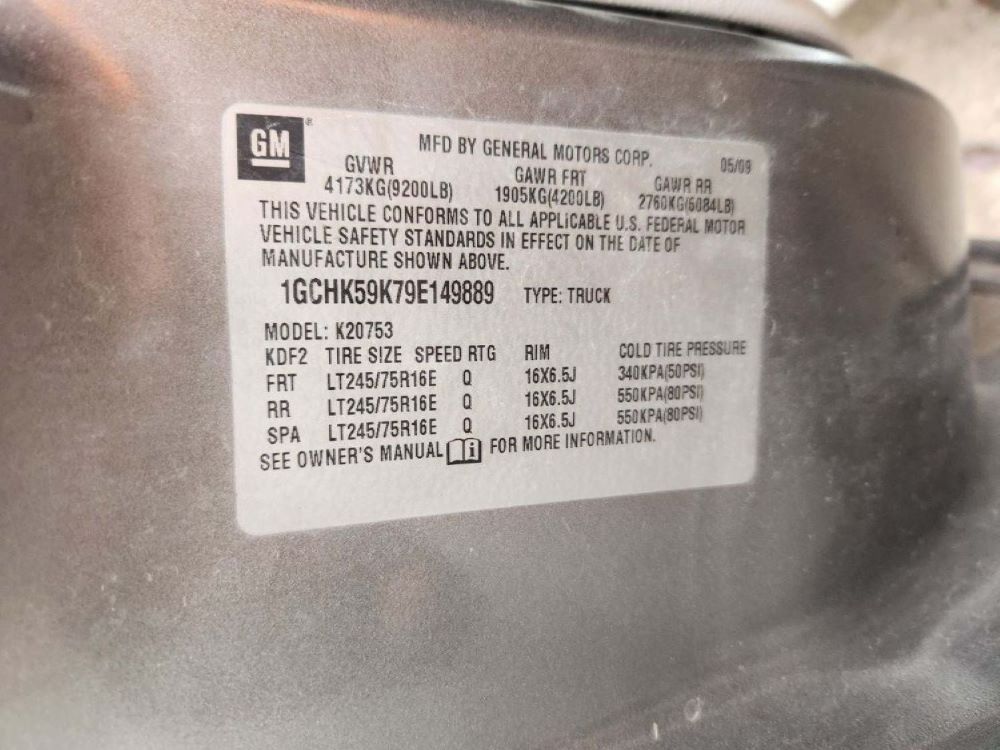 GM
MFD BY GENERAL MOTORS CORP. 05/09
GVWR GAWR FRT GAWR RR
4173KG(9200LB) 1905KG(4200LB) 2760KG(6084LB)
THIS VEHICLE CONFORMS TO ALL APPLICABLE U.S. FEDERAL MOTOR
VEHICLE SAFETY STANDARDS IN EFFECT ON THE DATE OF
MANUFACTURE SHOWN ABOVE.
1GCHK59K79E149889 TYPE: TRUCK
MODEL: K20753
KDF2 TIRE SIZE SPEED RTG RIM COLD TIRE PRESSURE
FRT LT245/75R16E Q 16X6.5J 340KPA(50PSI)
RR LT245/75R16E Q 16X6.5J 550KPA(80PSI)
SPA LT245/75R16E Q 16X6.5J 550KPA(80PSI)
SEE OWNER'S MANUAL i FOR MORE INFORMATION.